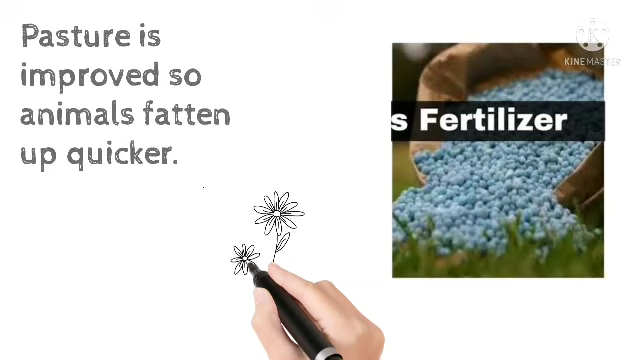 Pasture is
improved so
animals fatten
up quicker.
KINEMASTER
s Fertilizer